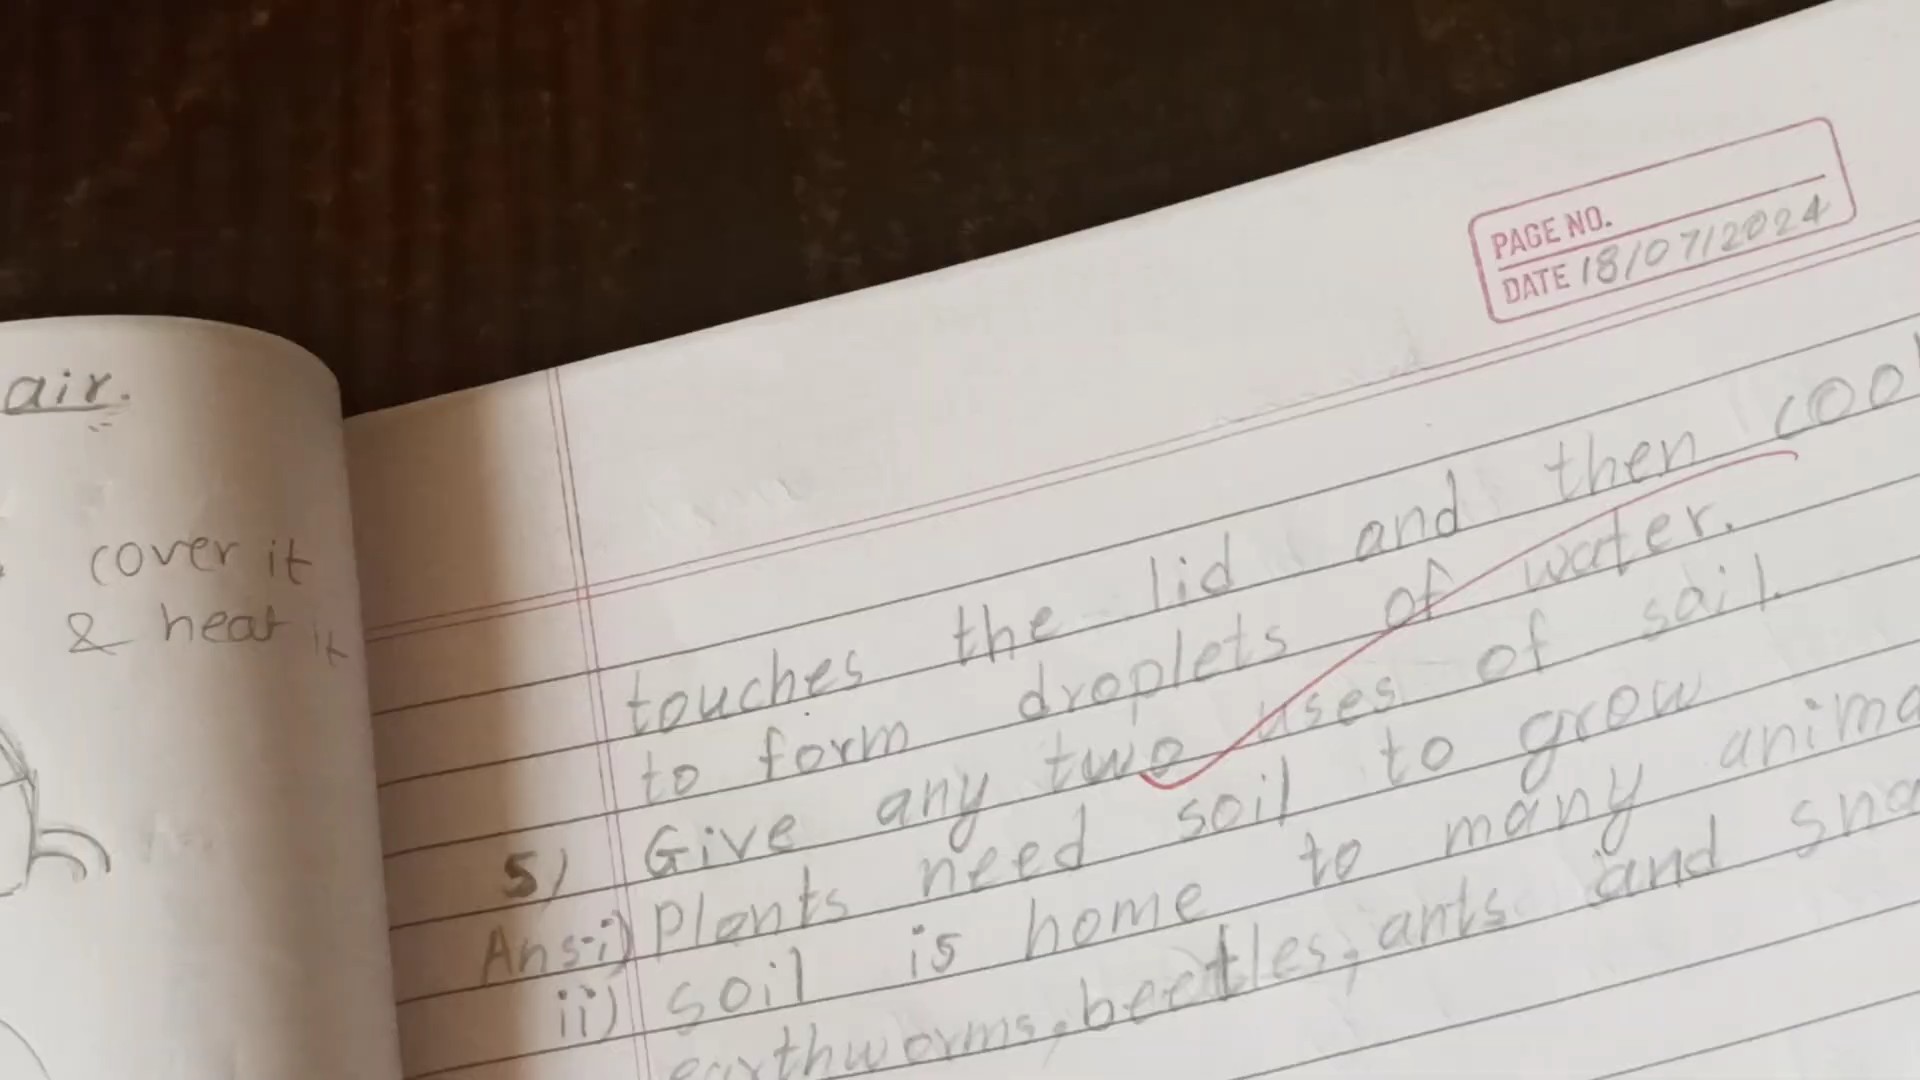 air.
cover it
& heat it
PAGE NO.
DATE 18/07/2024
touches the lid and then cool
to form droplets of water.
5) Give any two uses of sail.
Ans:i) Plants need soil to grow
ii) soil is home to many anima
earthworms, beetles, ants and sna